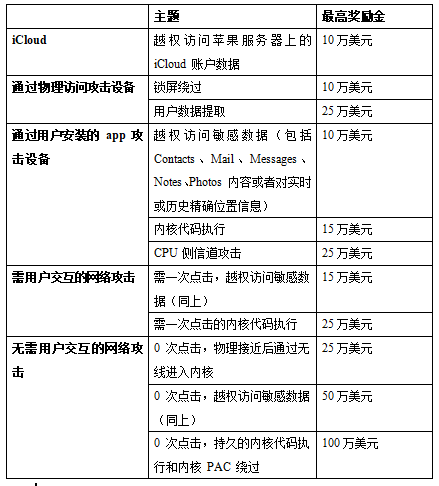 主题 最高奖励金
iCloud 越权访问苹果服务器上的 10 万美元
iCloud 账户数据
通过物理访问攻击设备 锁屏绕过 10 万美元
用户数据提取 25 万美元
通过用户安装的 app 攻 越权访问敏感数据（包括 10 万美元
击设备 Contacts、Mail、Messages、
Notes、Photos 内容或者对实时
或历史精确位置信息）
内核代码执行 15 万美元
CPU 侧信道攻击 25 万美元
需用户交互的网络攻击 需一次点击，越权访问敏感数 15 万美元
据（同上）
需一次点击的内核代码执行 25 万美元
无需用户交互的网络攻 0 次点击，物理接近后通过无 25 万美元
击 线进入内核
0 次点击，越权访问敏感数据 50 万美元
（同上）
0 次点击，持久的内核代码执 100 万美元
行和内核 PAC 绕过